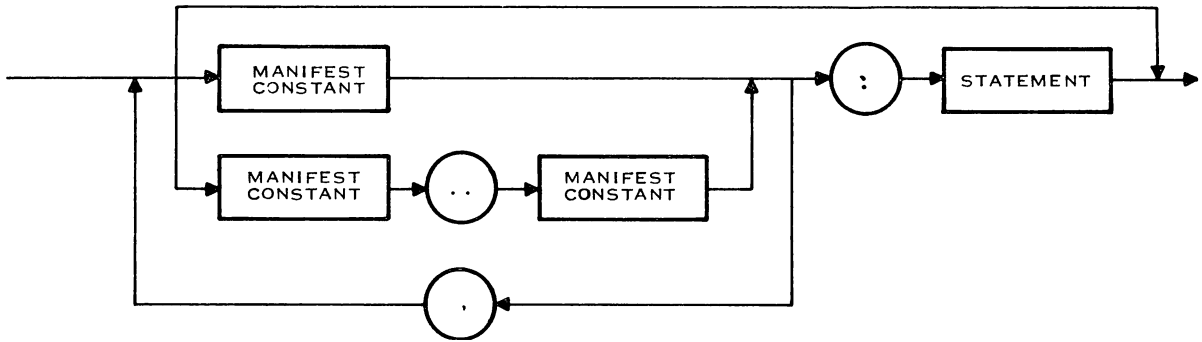 MANIFEST
CONSTANT
:
STATEMENT
MANIFEST
CONSTANT
..
MANIFEST
CONSTANT
,